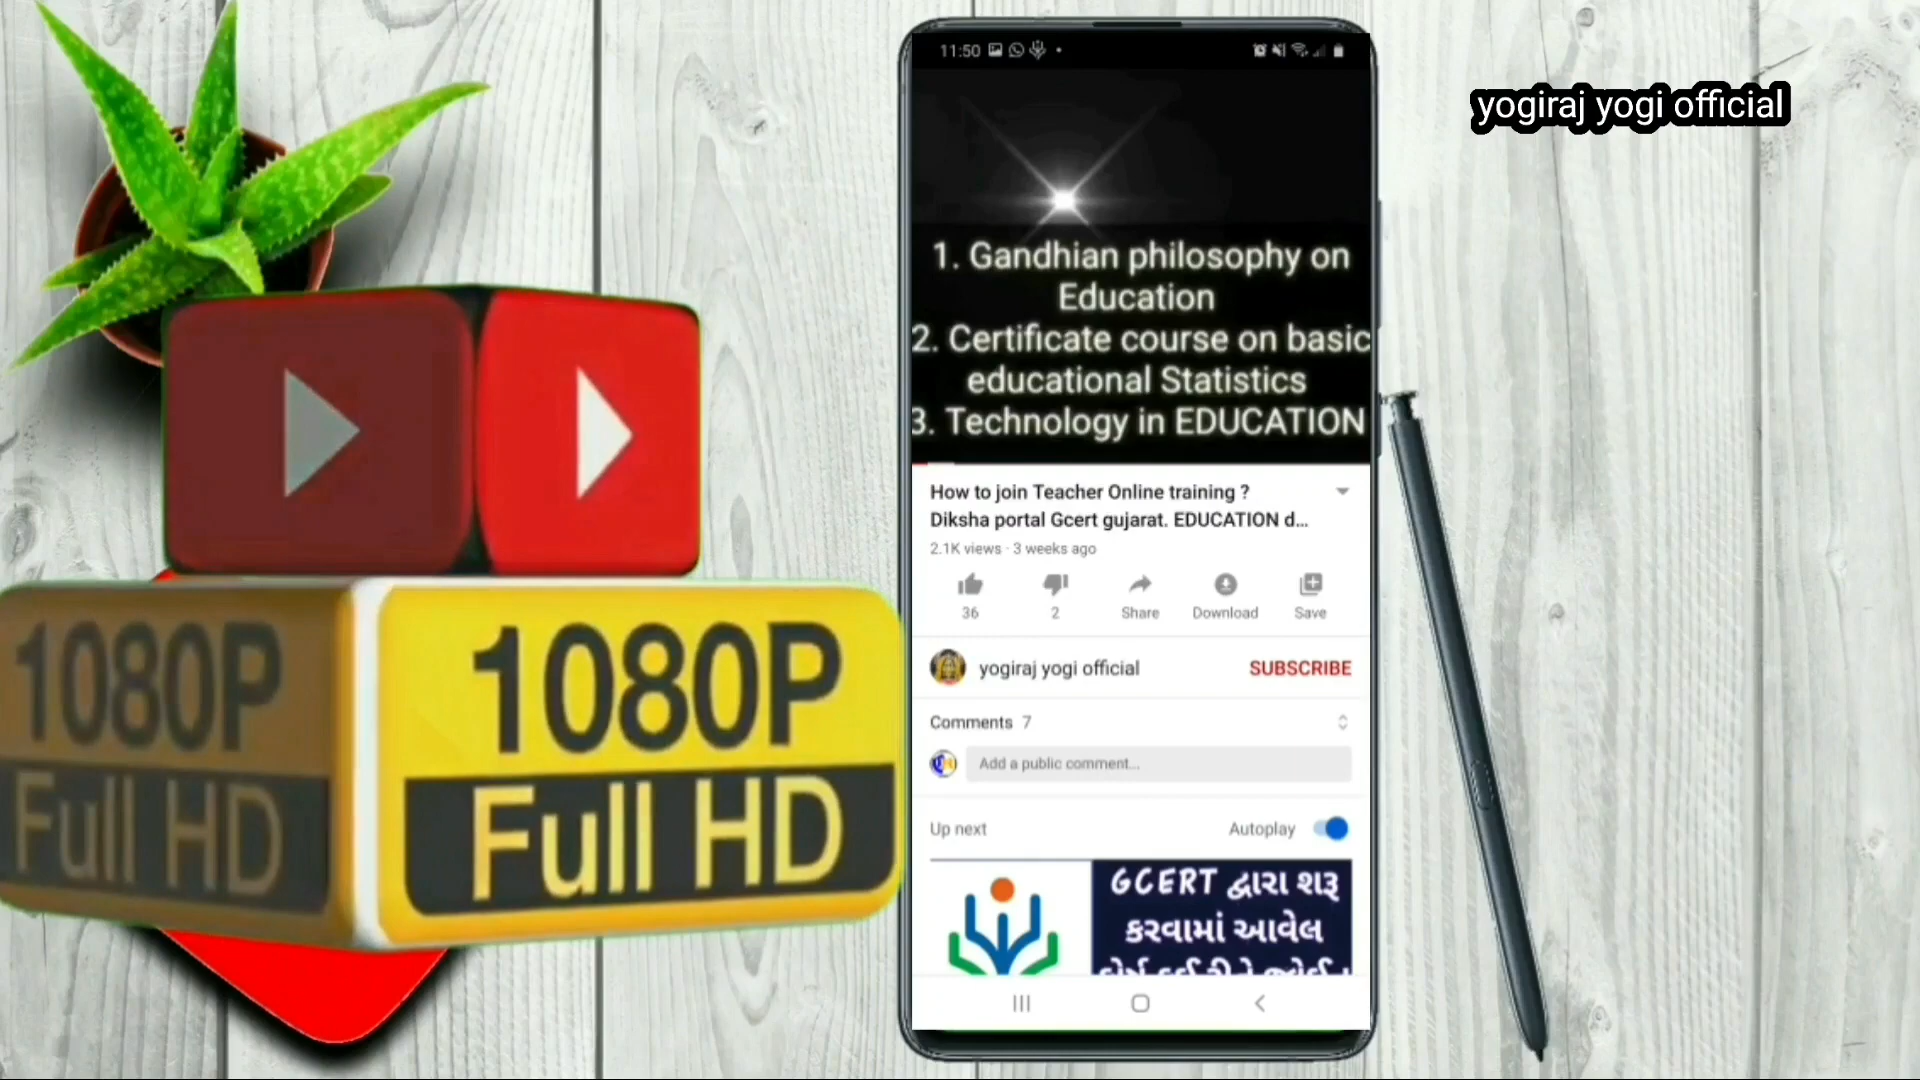 yogiraj yogi official
11:50
1. Gandhian philosophy on
Education
2. Certificate course on basic
educational Statistics
3. Technology in EDUCATION
How to join Teacher Online training ?
Diksha portal Gcert gujarat. EDUCATION d...
2.1K views · 3 weeks ago
36
2
Share
Download
Save
yogiraj yogi official
SUBSCRIBE
Comments 7
Add a public comment...
Up next
Autoplay
GCERT દ્વારા શરૂ
કરવામાં આવેલ
1080P
Full HD
1080P
Full HD